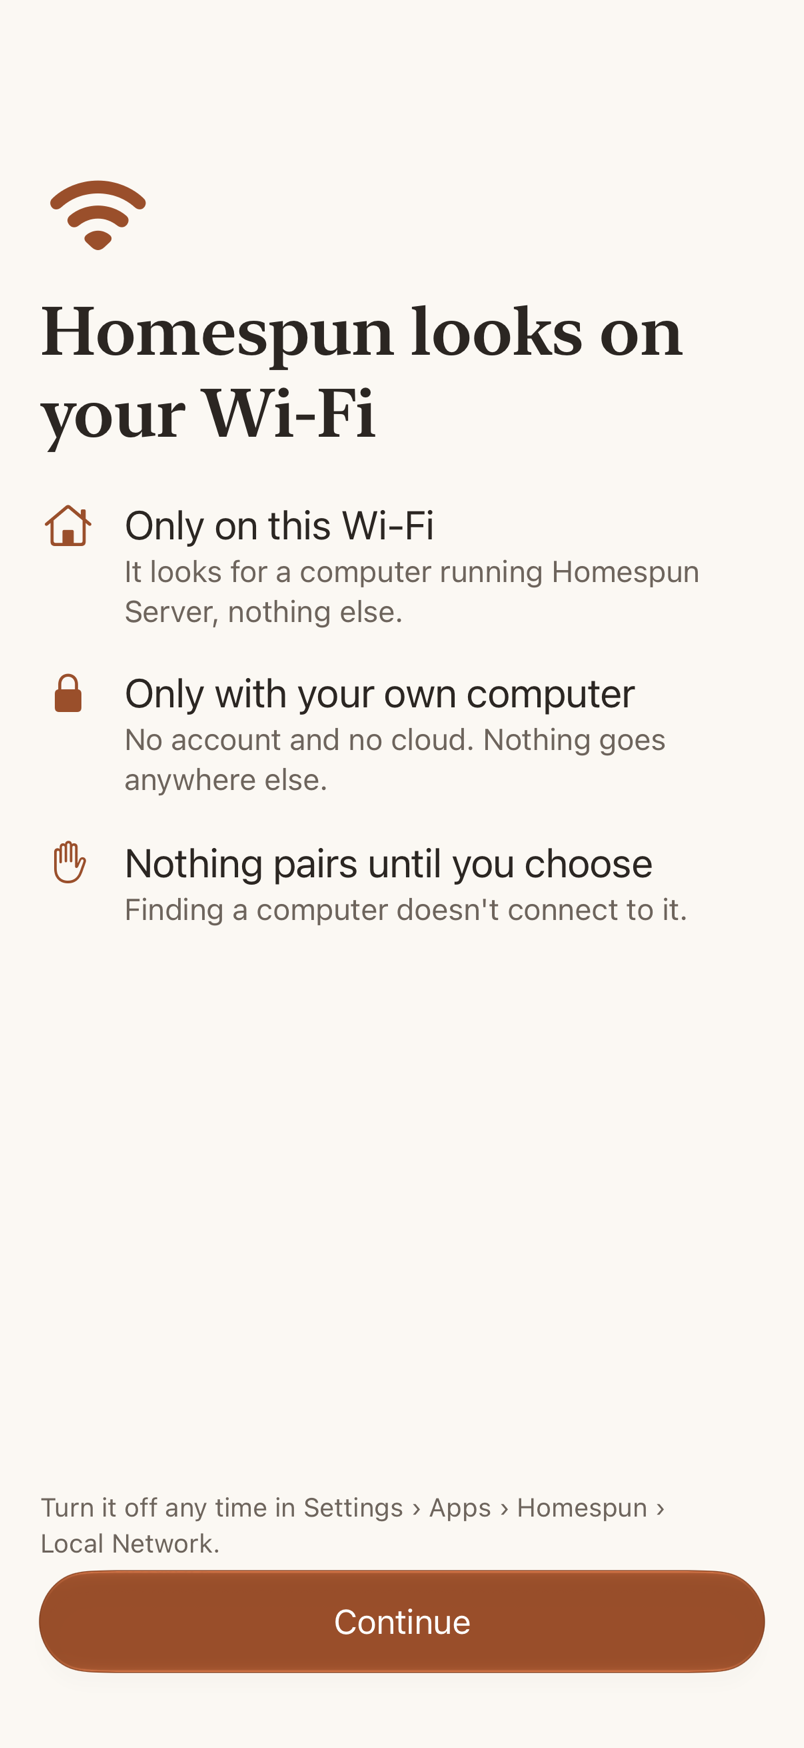 Homespun looks on
your Wi-Fi
Only on this Wi-Fi
It looks for a computer running Homespun
Server, nothing else.
Only with your own computer
No account and no cloud. Nothing goes
anywhere else.
Nothing pairs until you choose
Finding a computer doesn't connect to it.
Turn it off any time in Settings › Apps › Homespun ›
Local Network.
Continue